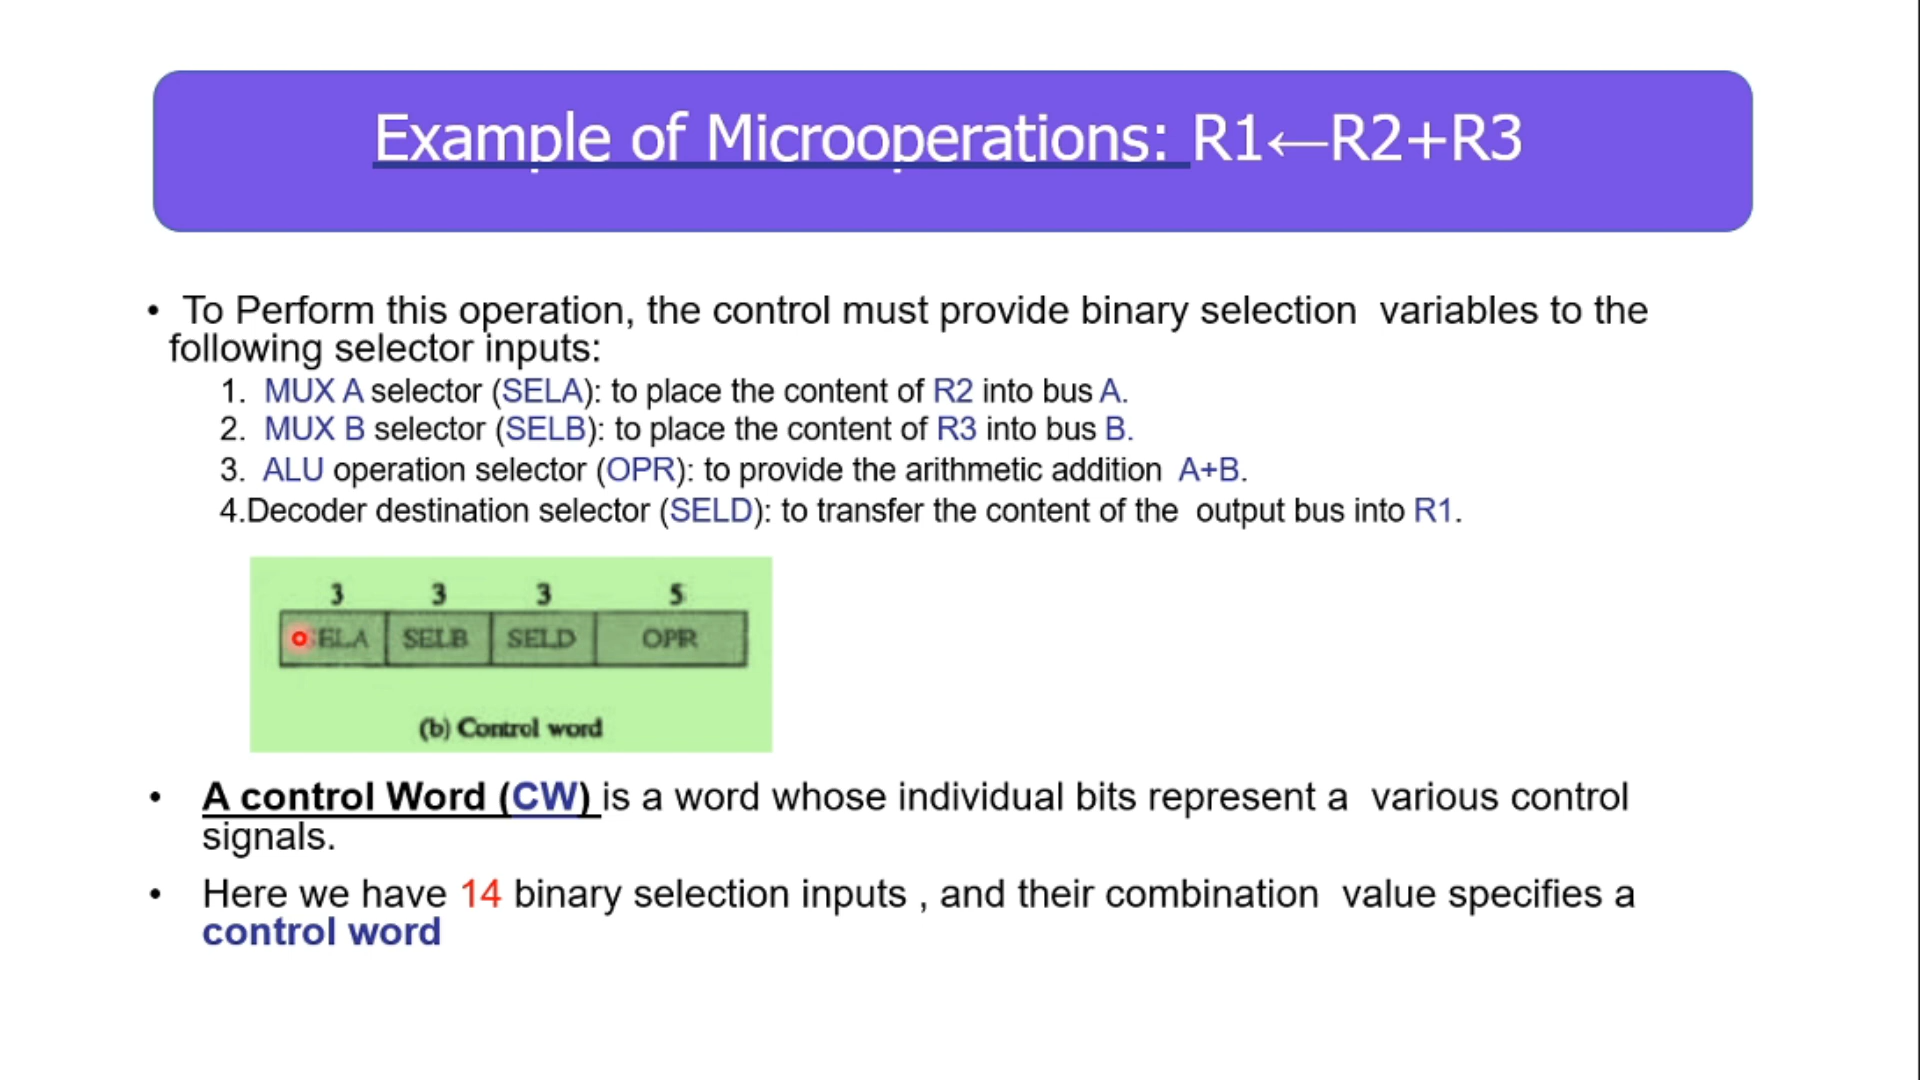 Example of Microoperations: R1←R2+R3
• To Perform this operation, the control must provide binary selection variables to the
following selector inputs:
1. MUX A selector (SELA): to place the content of R2 into bus A.
2. MUX B selector (SELB): to place the content of R3 into bus B.
3. ALU operation selector (OPR): to provide the arithmetic addition A+B.
4.Decoder destination selector (SELD): to transfer the content of the output bus into R1.
3 3 3 5
SELA SELB SELD OPR
(b) Control word
• A control Word (CW) is a word whose individual bits represent a various control
signals.
• Here we have 14 binary selection inputs , and their combination value specifies a
control word